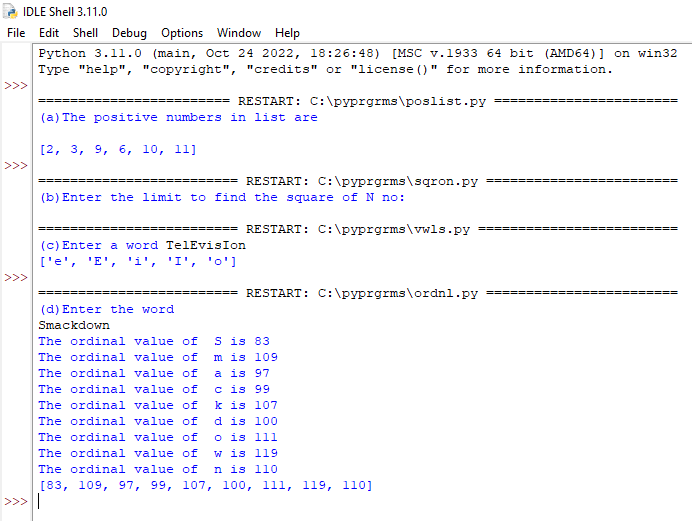 IDLE Shell 3.11.0
File Edit Shell Debug Options Window Help
Python 3.11.0 (main, Oct 24 2022, 18:26:48) [MSC v.1933 64 bit (AMD64)] on win32
Type "help", "copyright", "credits" or "license()" for more information.
>>>
======================== RESTART: C:\pyprgrms\poslist.py =======================
(a)The positive numbers in list are
[2, 3, 9, 6, 10, 11]
>>>
========================= RESTART: C:\pyprgrms\sqron.py ========================
(b)Enter the limit to find the square of N no:
========================= RESTART: C:\pyprgrms\vwls.py =========================
(c)Enter a word TelEvisIon
['e', 'E', 'i', 'I', 'o']
>>>
========================= RESTART: C:\pyprgrms\ordnl.py ========================
(d)Enter the word
Smackdown
The ordinal value of  S is 83
The ordinal value of  m is 109
The ordinal value of  a is 97
The ordinal value of  c is 99
The ordinal value of  k is 107
The ordinal value of  d is 100
The ordinal value of  o is 111
The ordinal value of  w is 119
The ordinal value of  n is 110
[83, 109, 97, 99, 107, 100, 111, 119, 110]
>>>